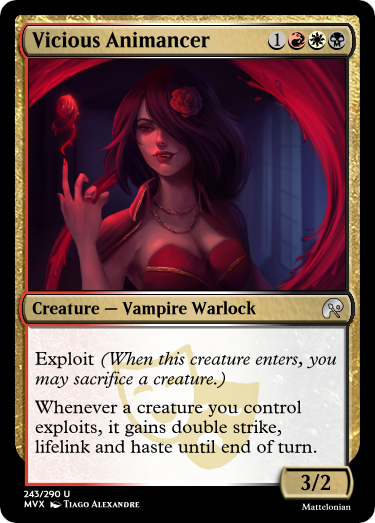 Vicious Animancer 1
Creature — Vampire Warlock
Exploit (When this creature enters, you
may sacrifice a creature.)
Whenever a creature you control
exploits, it gains double strike,
lifelink and haste until end of turn.
3/2
243/290 U
MVX Tiago Alexandre
Mattelonian